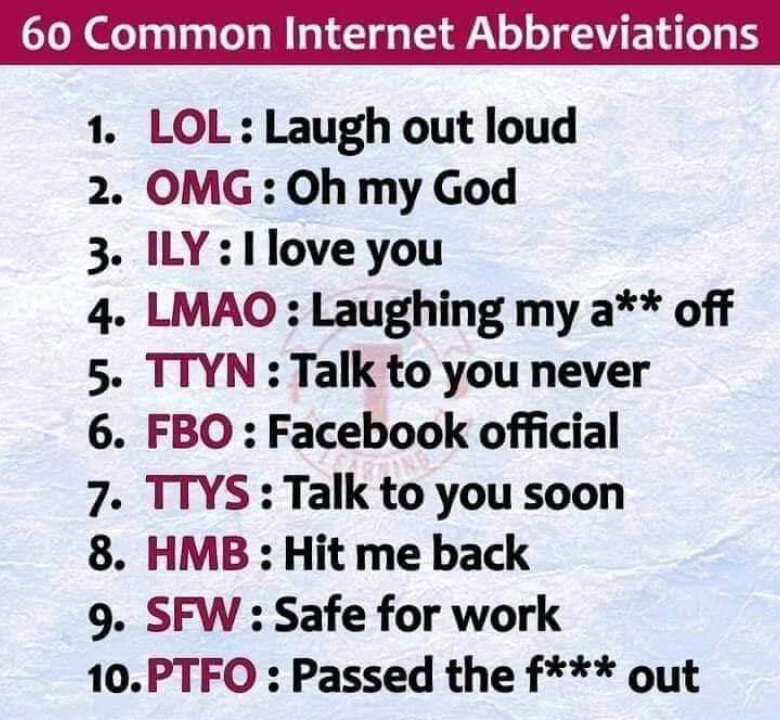 60 Common Internet Abbreviations
1. LOL : Laugh out loud
2. OMG : Oh my God
3. ILY : I love you
4. LMAO : Laughing my a** off
5. TTYN : Talk to you never
6. FBO : Facebook official
7. TTYS : Talk to you soon
8. HMB : Hit me back
9. SFW : Safe for work
10. PTFO : Passed the f*** out